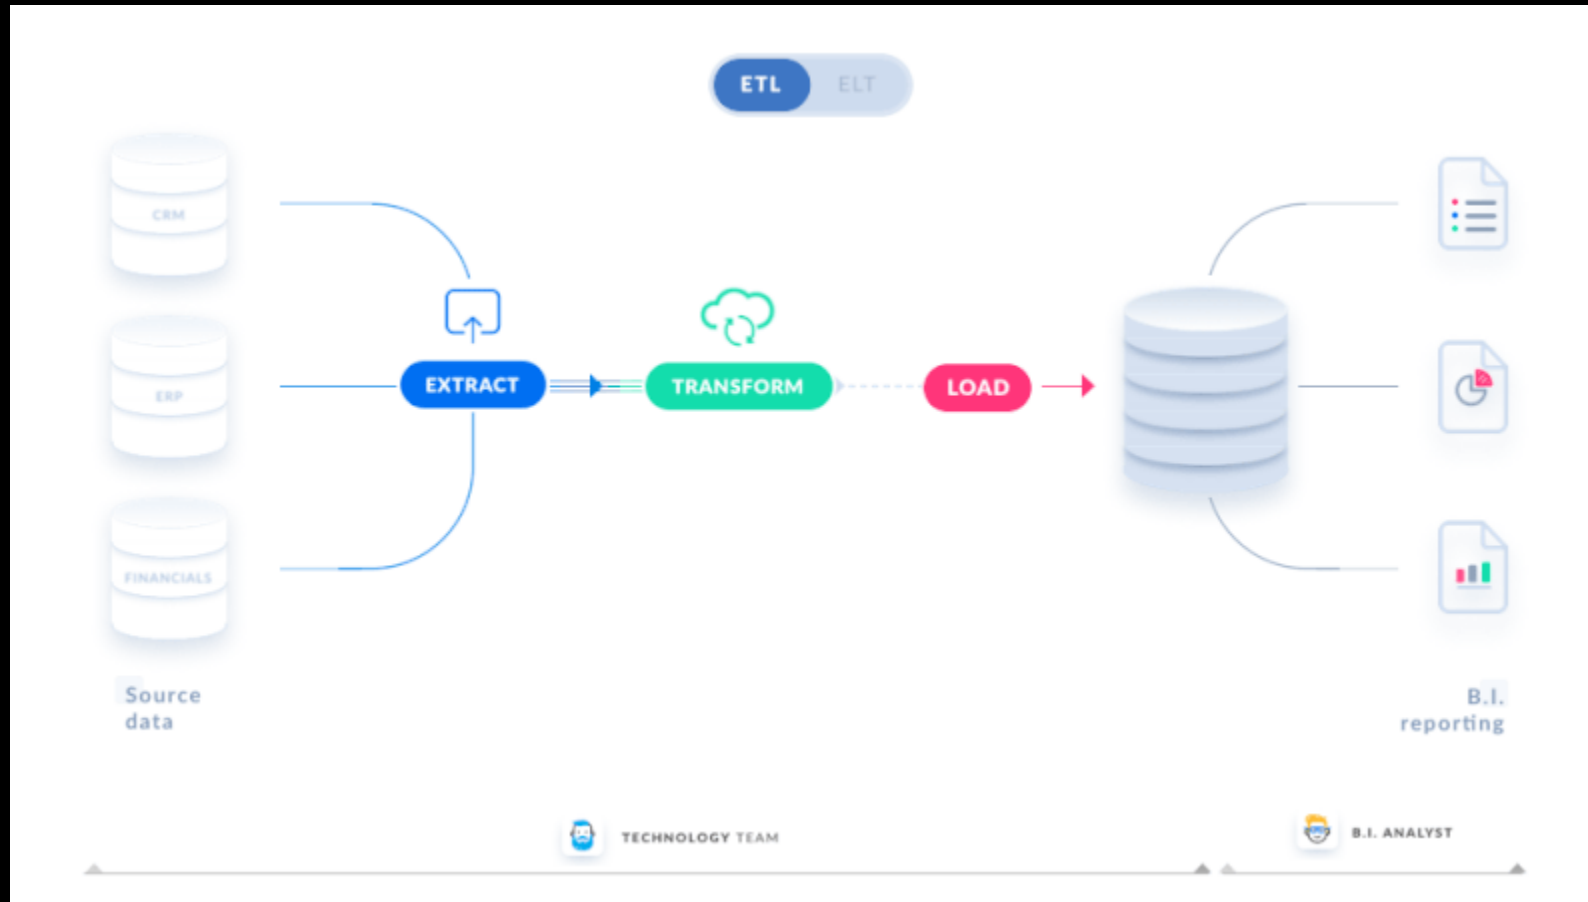 ETL ELT
CRM
ERP
FINANCIALS
EXTRACT
TRANSFORM
LOAD
Source
data
B.I.
reporting
TECHNOLOGY TEAM
B.I. ANALYST